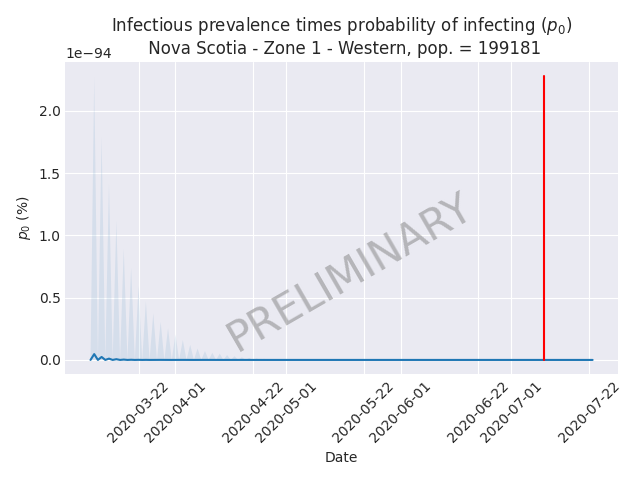 Infectious prevalence times probability of infecting (p₀)
Nova Scotia - Zone 1 - Western, pop. = 199181
1e−94
2.0
1.5
1.0
0.5
0.0
p₀ (%)
PRELIMINARY
2020-03-22
2020-04-01
2020-04-22
2020-05-01
2020-05-22
2020-06-01
2020-06-22
2020-07-01
2020-07-22
Date